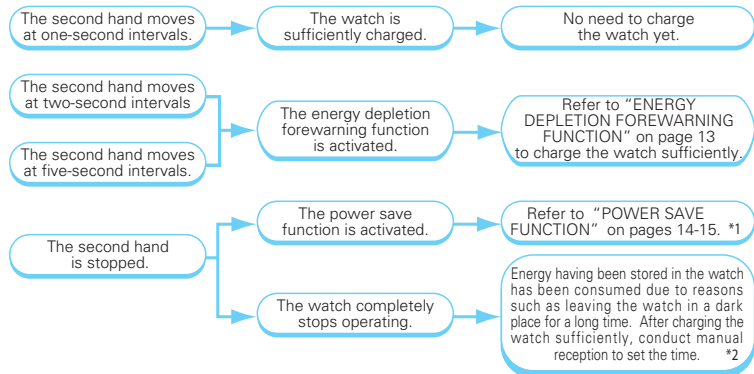 The second hand moves
at one-second intervals.
The watch is
sufficiently charged.
No need to charge
the watch yet.
The second hand moves
at two-second intervals
The second hand moves
at five-second intervals.
The energy depletion
forewarning function
is activated.
Refer to “ENERGY
DEPLETION FOREWARNING
FUNCTION” on page 13
to charge the watch sufficiently.
The second hand
is stopped.
The power save
function is activated.
Refer to “POWER SAVE
FUNCTION” on pages 14-15. *1
The watch completely
stops operating.
Energy having been stored in the watch
has been consumed due to reasons
such as leaving the watch in a dark
place for a long time. After charging the
watch sufficiently, conduct manual
reception to set the time. *2